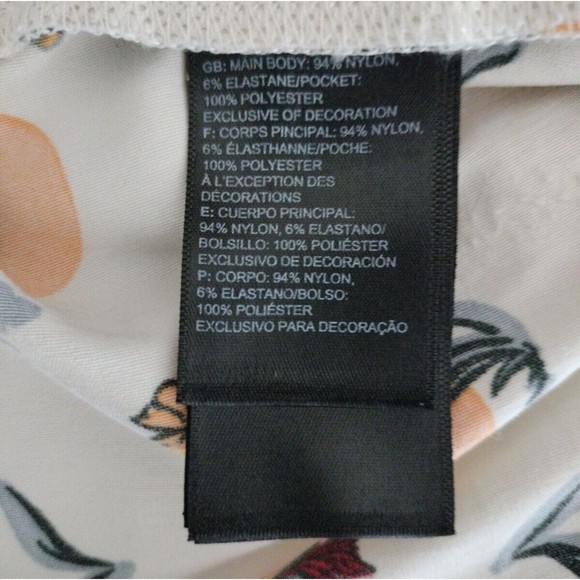 GB: MAIN BODY: 94% NYLON,
6% ELASTANE/POCKET:
100% POLYESTER
EXCLUSIVE OF DECORATION
F: CORPS PINCIPAL: 94% NYLON,
6% ÉLASTHANNE/POCHE:
100% POLYESTER
À L'EXCEPTION DES
DÉCORATIONS
E: CUERPO PRINCIPAL:
94% NYLON, 6% ELASTANO/
BOLSILLO: 100% POLIÉSTER
EXCLUSIVO DE DECORACIÓN
P: CORPO: 94% NYLON,
6% ELASTANO/BOLSO:
100% POLIÉSTER
EXCLUSIVO PARA DECORAÇÃO